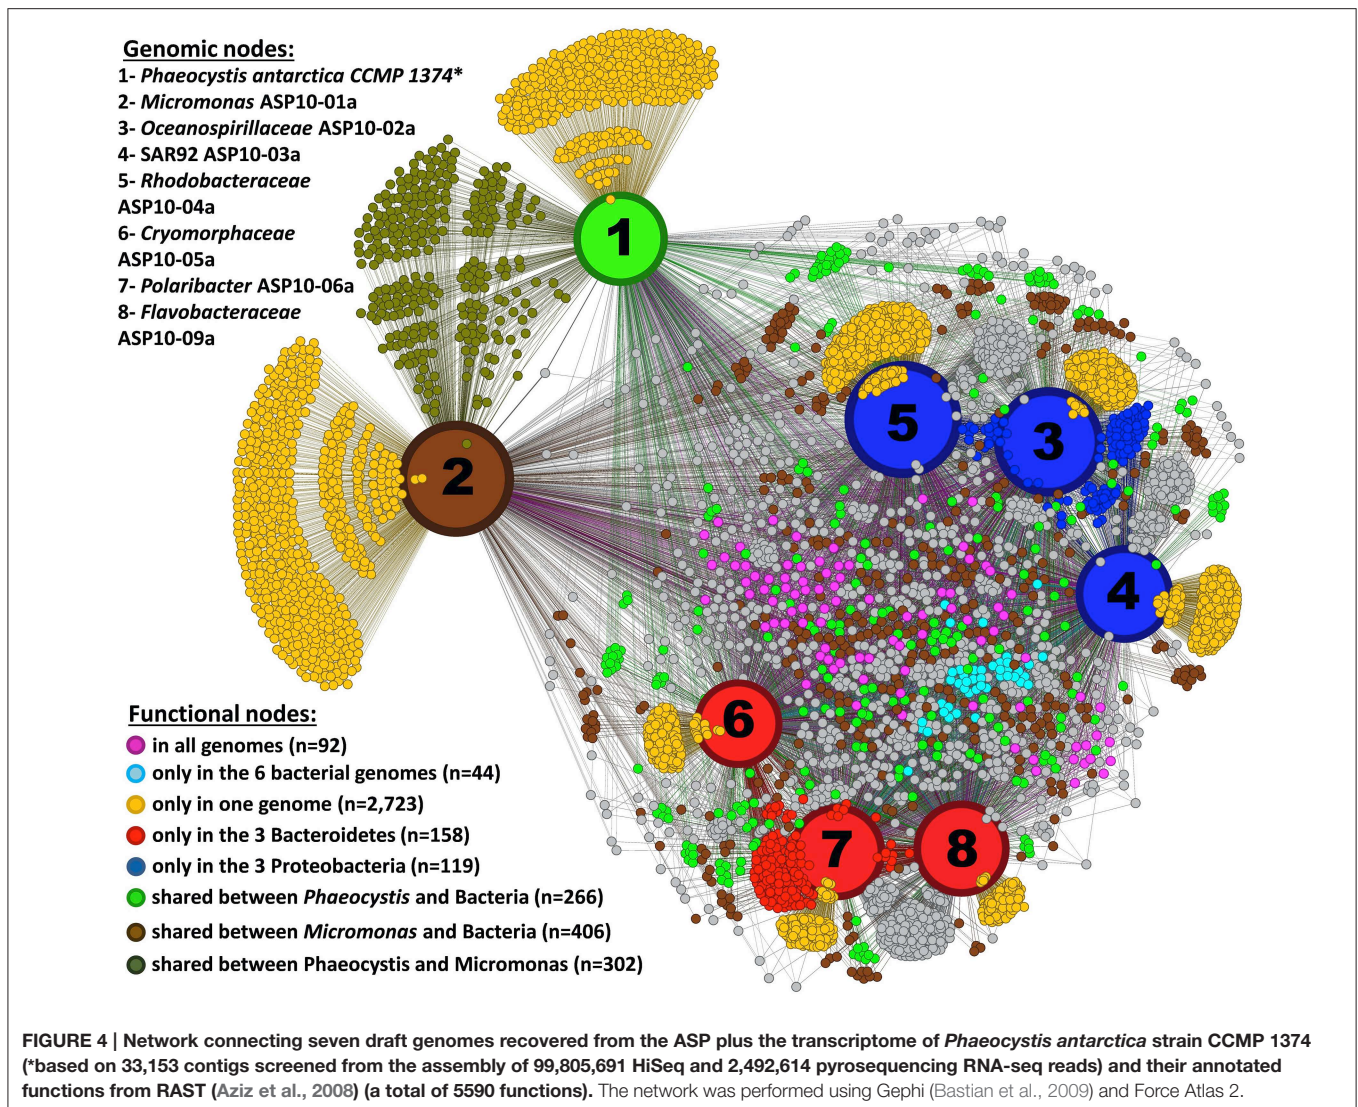 Genomic nodes:
1- Phaeocystis antarctica CCMP 1374*
2- Micromonas ASP10-01a
3- Oceanospirillaceae ASP10-02a
4- SAR92 ASP10-03a
5- Rhodobacteraceae
ASP10-04a
6- Cryomorphaceae
ASP10-05a
7- Polaribacter ASP10-06a
8- Flavobacteraceae
ASP10-09a
1
2
5
3
4
6
7
8
Functional nodes:
in all genomes (n=92)
only in the 6 bacterial genomes (n=44)
only in one genome (n=2,723)
only in the 3 Bacteroidetes (n=158)
only in the 3 Proteobacteria (n=119)
shared between Phaeocystis and Bacteria (n=266)
shared between Micromonas and Bacteria (n=406)
shared between Phaeocystis and Micromonas (n=302)
FIGURE 4 | Network connecting seven draft genomes recovered from the ASP plus the transcriptome of Phaeocystis antarctica strain CCMP 1374
(*based on 33,153 contigs screened from the assembly of 99,805,691 HiSeq and 2,492,614 pyrosequencing RNA-seq reads) and their annotated
functions from RAST (Aziz et al., 2008) (a total of 5590 functions). The network was performed using Gephi (Bastian et al., 2009) and Force Atlas 2.